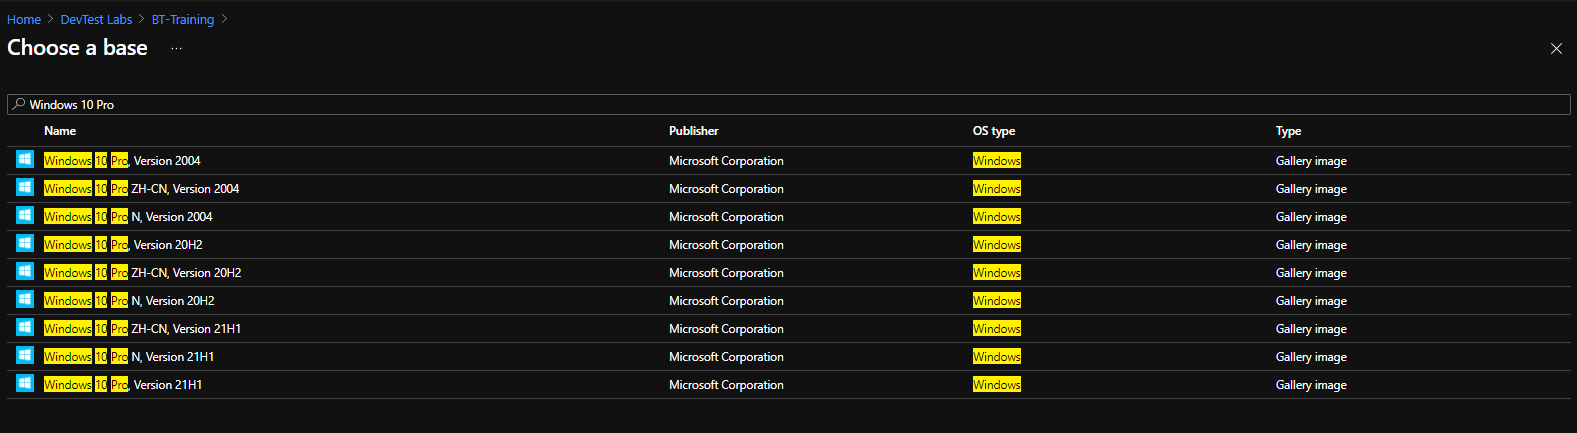 Home > DevTest Labs > BT-Training >
Choose a base ...
Windows 10 Pro
Name Publisher OS type Type
Windows 10 Pro, Version 2004 Microsoft Corporation Windows Gallery image
Windows 10 Pro ZH-CN, Version 2004 Microsoft Corporation Windows Gallery image
Windows 10 Pro N, Version 2004 Microsoft Corporation Windows Gallery image
Windows 10 Pro, Version 20H2 Microsoft Corporation Windows Gallery image
Windows 10 Pro ZH-CN, Version 20H2 Microsoft Corporation Windows Gallery image
Windows 10 Pro N, Version 20H2 Microsoft Corporation Windows Gallery image
Windows 10 Pro ZH-CN, Version 21H1 Microsoft Corporation Windows Gallery image
Windows 10 Pro N, Version 21H1 Microsoft Corporation Windows Gallery image
Windows 10 Pro, Version 21H1 Microsoft Corporation Windows Gallery image